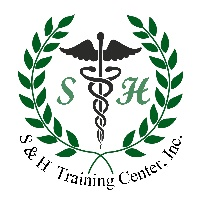 S H
S & H Training Center, Inc.